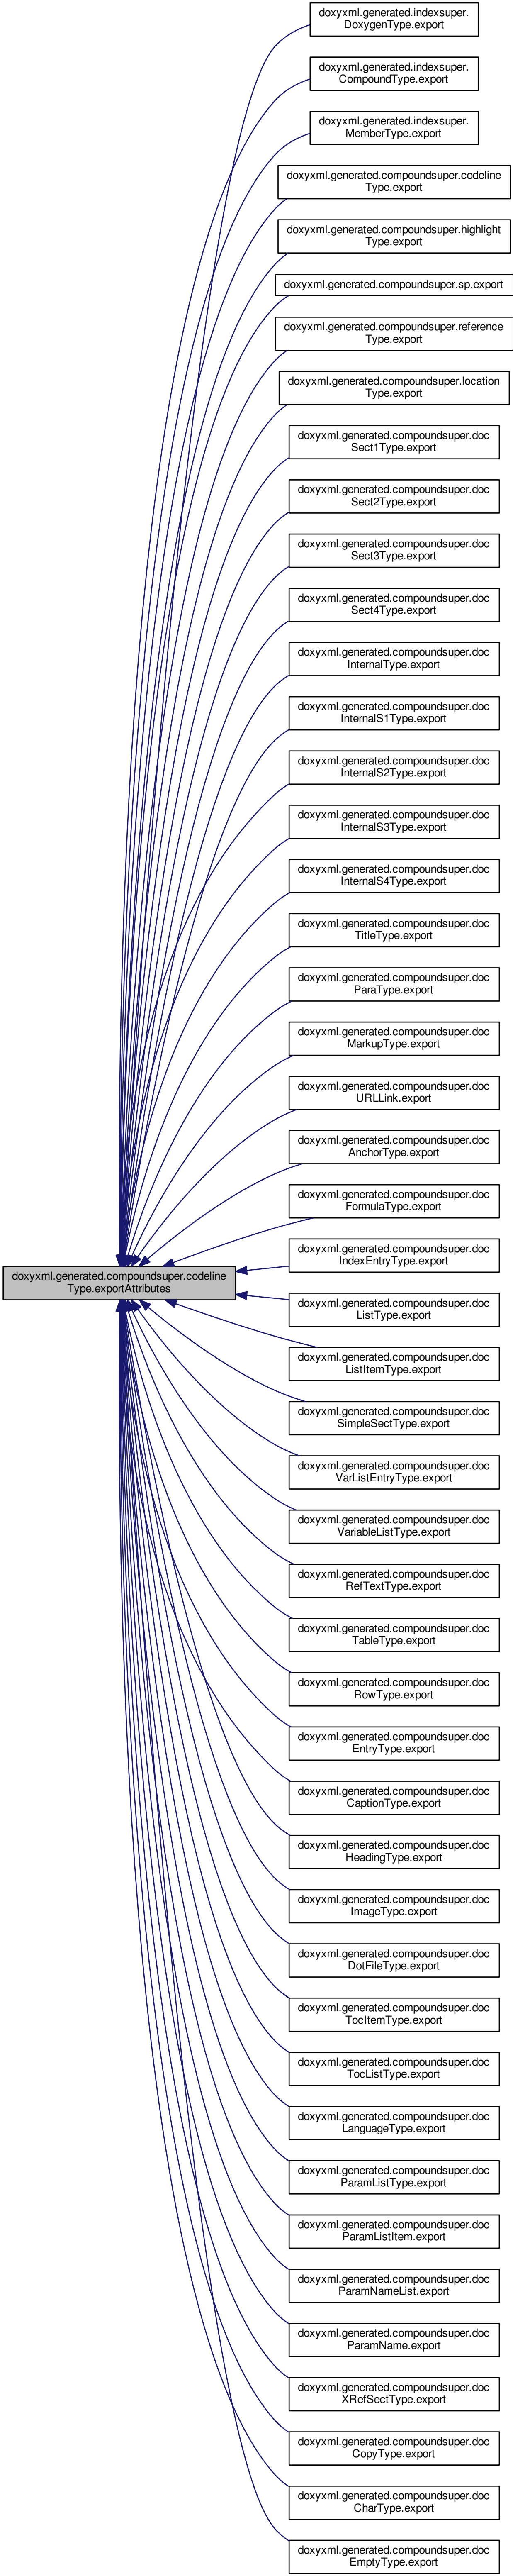 doxyxml.generated.indexsuper.
DoxygenType.export
doxyxml.generated.indexsuper.
CompoundType.export
doxyxml.generated.indexsuper.
MemberType.export
doxyxml.generated.compoundsuper.codeline
Type.export
doxyxml.generated.compoundsuper.highlight
Type.export
doxyxml.generated.compoundsuper.sp.export
doxyxml.generated.compoundsuper.reference
Type.export
doxyxml.generated.compoundsuper.location
Type.export
doxyxml.generated.compoundsuper.doc
Sect1Type.export
doxyxml.generated.compoundsuper.doc
Sect2Type.export
doxyxml.generated.compoundsuper.doc
Sect3Type.export
doxyxml.generated.compoundsuper.doc
Sect4Type.export
doxyxml.generated.compoundsuper.doc
InternalType.export
doxyxml.generated.compoundsuper.doc
InternalS1Type.export
doxyxml.generated.compoundsuper.doc
InternalS2Type.export
doxyxml.generated.compoundsuper.doc
InternalS3Type.export
doxyxml.generated.compoundsuper.doc
InternalS4Type.export
doxyxml.generated.compoundsuper.doc
TitleType.export
doxyxml.generated.compoundsuper.doc
ParaType.export
doxyxml.generated.compoundsuper.doc
MarkupType.export
doxyxml.generated.compoundsuper.doc
URLLink.export
doxyxml.generated.compoundsuper.doc
AnchorType.export
doxyxml.generated.compoundsuper.doc
FormulaType.export
doxyxml.generated.compoundsuper.doc
IndexEntryType.export
doxyxml.generated.compoundsuper.codeline
Type.exportAttributes
doxyxml.generated.compoundsuper.doc
ListType.export
doxyxml.generated.compoundsuper.doc
ListItemType.export
doxyxml.generated.compoundsuper.doc
SimpleSectType.export
doxyxml.generated.compoundsuper.doc
VarListEntryType.export
doxyxml.generated.compoundsuper.doc
VariableListType.export
doxyxml.generated.compoundsuper.doc
RefTextType.export
doxyxml.generated.compoundsuper.doc
TableType.export
doxyxml.generated.compoundsuper.doc
RowType.export
doxyxml.generated.compoundsuper.doc
EntryType.export
doxyxml.generated.compoundsuper.doc
CaptionType.export
doxyxml.generated.compoundsuper.doc
HeadingType.export
doxyxml.generated.compoundsuper.doc
ImageType.export
doxyxml.generated.compoundsuper.doc
DotFileType.export
doxyxml.generated.compoundsuper.doc
TocItemType.export
doxyxml.generated.compoundsuper.doc
TocListType.export
doxyxml.generated.compoundsuper.doc
LanguageType.export
doxyxml.generated.compoundsuper.doc
ParamListType.export
doxyxml.generated.compoundsuper.doc
ParamListItem.export
doxyxml.generated.compoundsuper.doc
ParamNameList.export
doxyxml.generated.compoundsuper.doc
ParamName.export
doxyxml.generated.compoundsuper.doc
XRefSectType.export
doxyxml.generated.compoundsuper.doc
CopyType.export
doxyxml.generated.compoundsuper.doc
CharType.export
doxyxml.generated.compoundsuper.doc
EmptyType.export